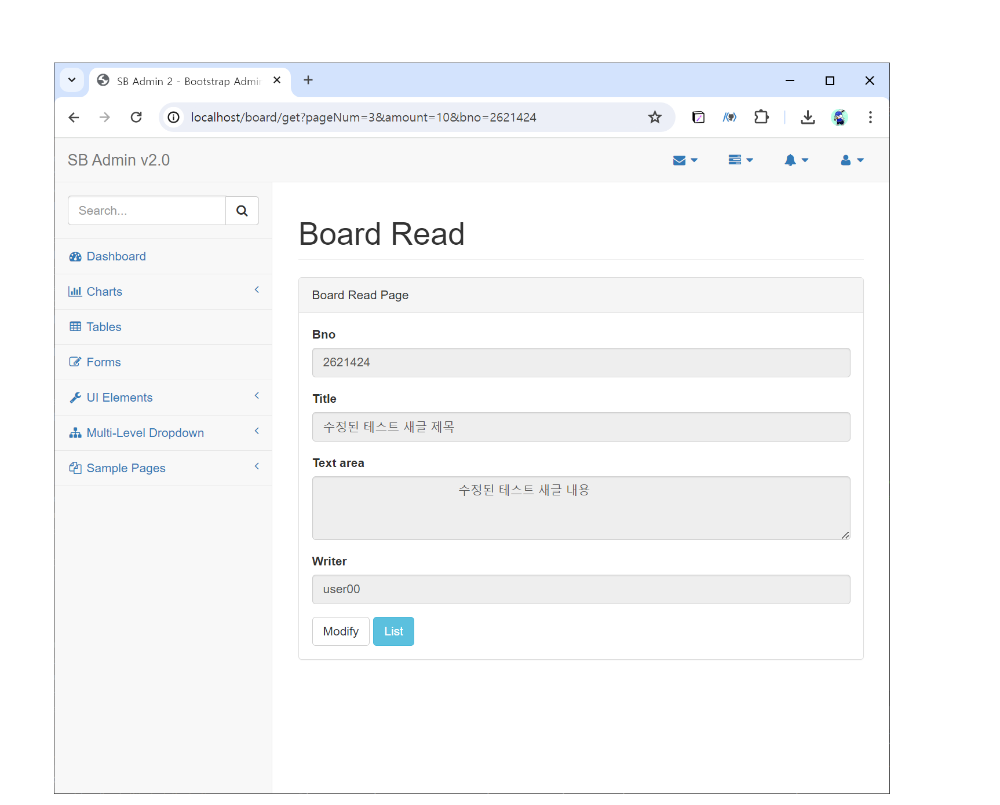 SB Admin 2 - Bootstrap Admi
localhost/board/get?pageNum=3&amount=10&bno=2621424
SB Admin v2.0
Search...
Dashboard
Charts
Tables
Forms
UI Elements
Multi-Level Dropdown
Sample Pages
Board Read
Board Read Page
Bno
2621424
Title
수정된 테스트 새글 제목
Text area
수정된 테스트 새글 내용
Writer
user00
Modify List